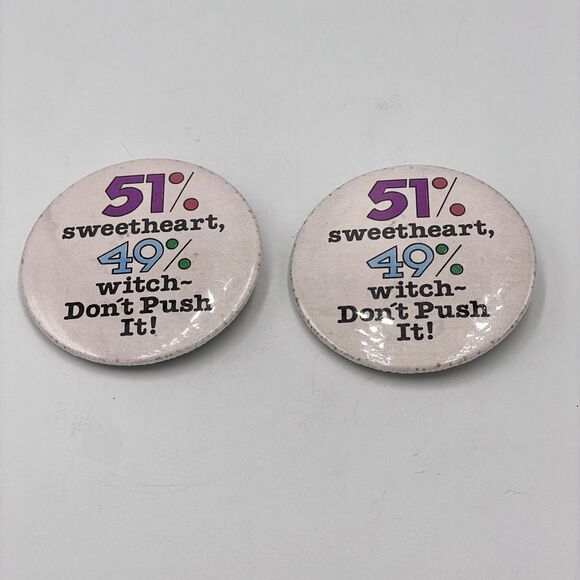 51%
sweetheart,
49%
witch~
Don't Push
It!
51%
sweetheart,
49%
witch~
Don't Push
It!